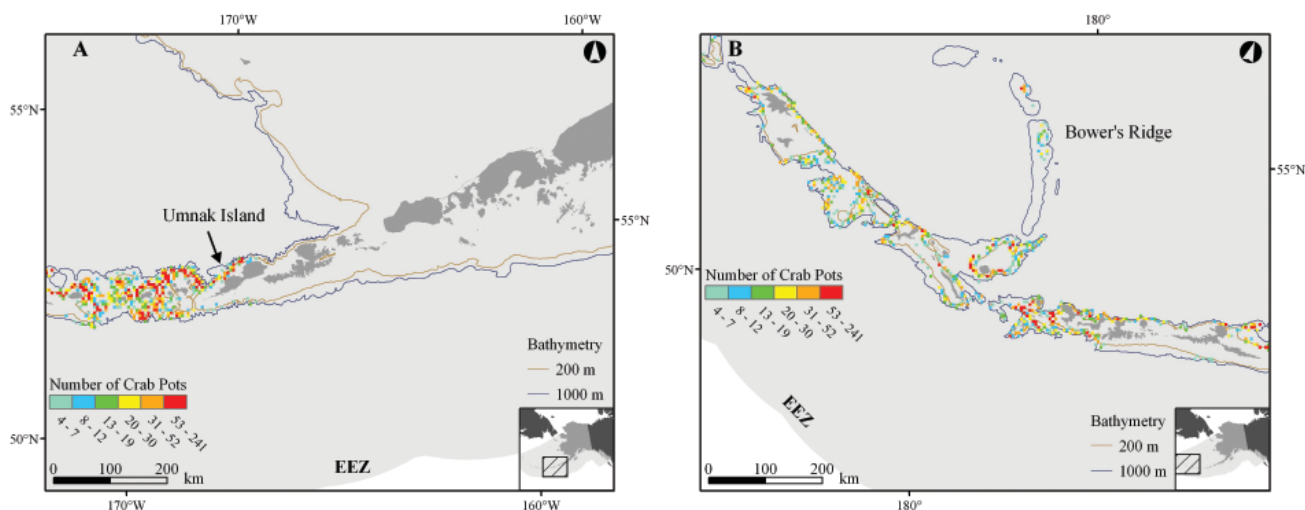 170°W
160°W
A
55°N
55°N
Umnak Island
Bathymetry
200 m
1000 m
Number of Crab Pots
4 - 7
8 - 12
13 - 19
20 - 30
31 - 52
53 - 241
50°N
EEZ
0 100 200
km
170°W
160°W
180°
B
Bower's Ridge
55°N
50°N
Number of Crab Pots
4 - 7
8 - 12
13 - 19
20 - 30
31 - 52
53 - 241
EEZ
Bathymetry
200 m
1000 m
0 100 200
km
180°